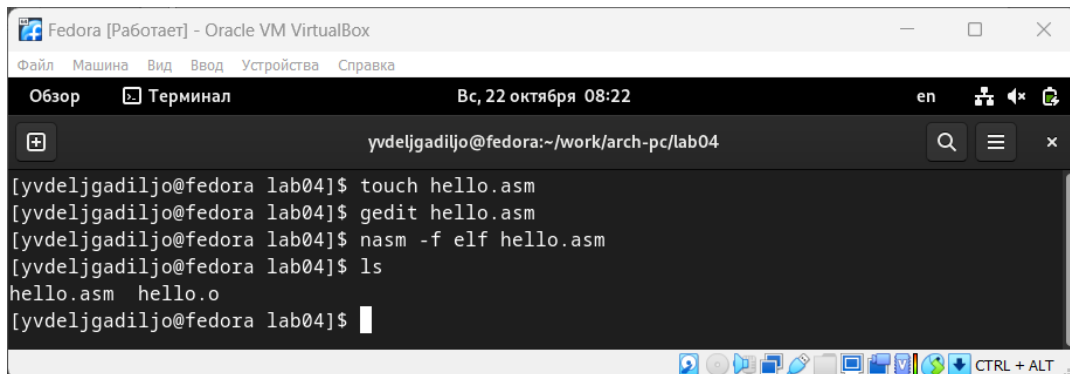 Fedora [Работает] - Oracle VM VirtualBox
Файл Машина Вид Ввод Устройства Справка
Обзор Терминал Вс, 22 октября 08:22 en
yvdeljgadiljo@fedora:~/work/arch-pc/lab04
[yvdeljgadiljo@fedora lab04]$ touch hello.asm
[yvdeljgadiljo@fedora lab04]$ gedit hello.asm
[yvdeljgadiljo@fedora lab04]$ nasm -f elf hello.asm
[yvdeljgadiljo@fedora lab04]$ ls
hello.asm  hello.o
[yvdeljgadiljo@fedora lab04]$
CTRL + ALT